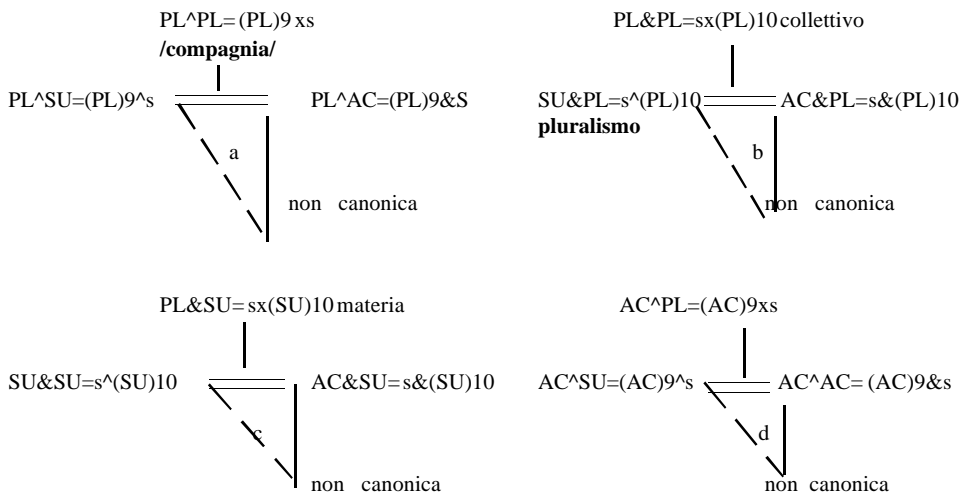 PL^PL= (PL)9 xs
/compagnia/
PL^SU=(PL)9^s
PL^AC=(PL)9&S
a
non canonica
PL&PL=sx(PL)10 collettivo
SU&PL=s^(PL)10
AC&PL=s&(PL)10
pluralismo
b
non canonica
PL&SU= sx(SU)10 materia
SU&SU=s^(SU)10
AC&SU= s&(SU)10
c
non canonica
AC^PL=(AC)9xs
AC^SU=(AC)9^s
AC^AC= (AC)9&s
d
non canonica